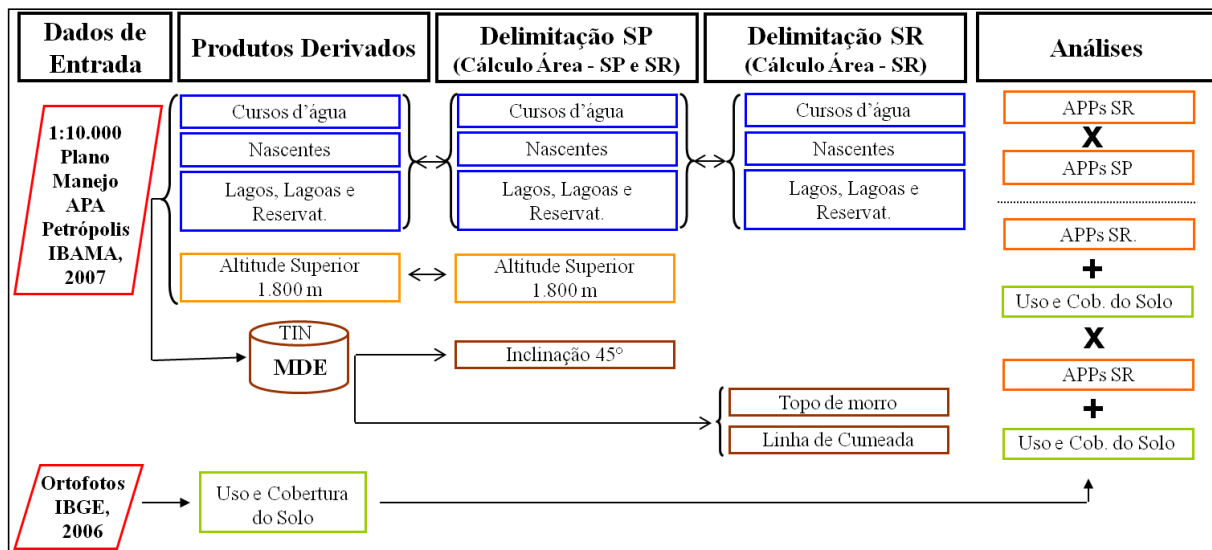 Dados de
Entrada
Produtos Derivados
Delimitação SP
(Cálculo Área - SP e SR)
Delimitação SR
(Cálculo Área - SR)
Análises
1:10.000
Plano
Manejo
APA
Petrópolis
IBAMA,
2007
Cursos d'água
Nascentes
Lagos, Lagoas e
Reservat.
Altitude Superior
1.800 m
TIN
MDE
Cursos d'água
Nascentes
Lagos, Lagoas e
Reservat.
Altitude Superior
1.800 m
Inclinação 45°
Cursos d'água
Nascentes
Lagos, Lagoas e
Reservat.
Topo de morro
Linha de Cumeada
APPs SR
X
APPs SP
APPs SR.
+
Uso e Cob. do Solo
X
APPs SR
+
Uso e Cob. do Solo
Ortofotos
IBGE,
2006
Uso e Cobertura
do Solo